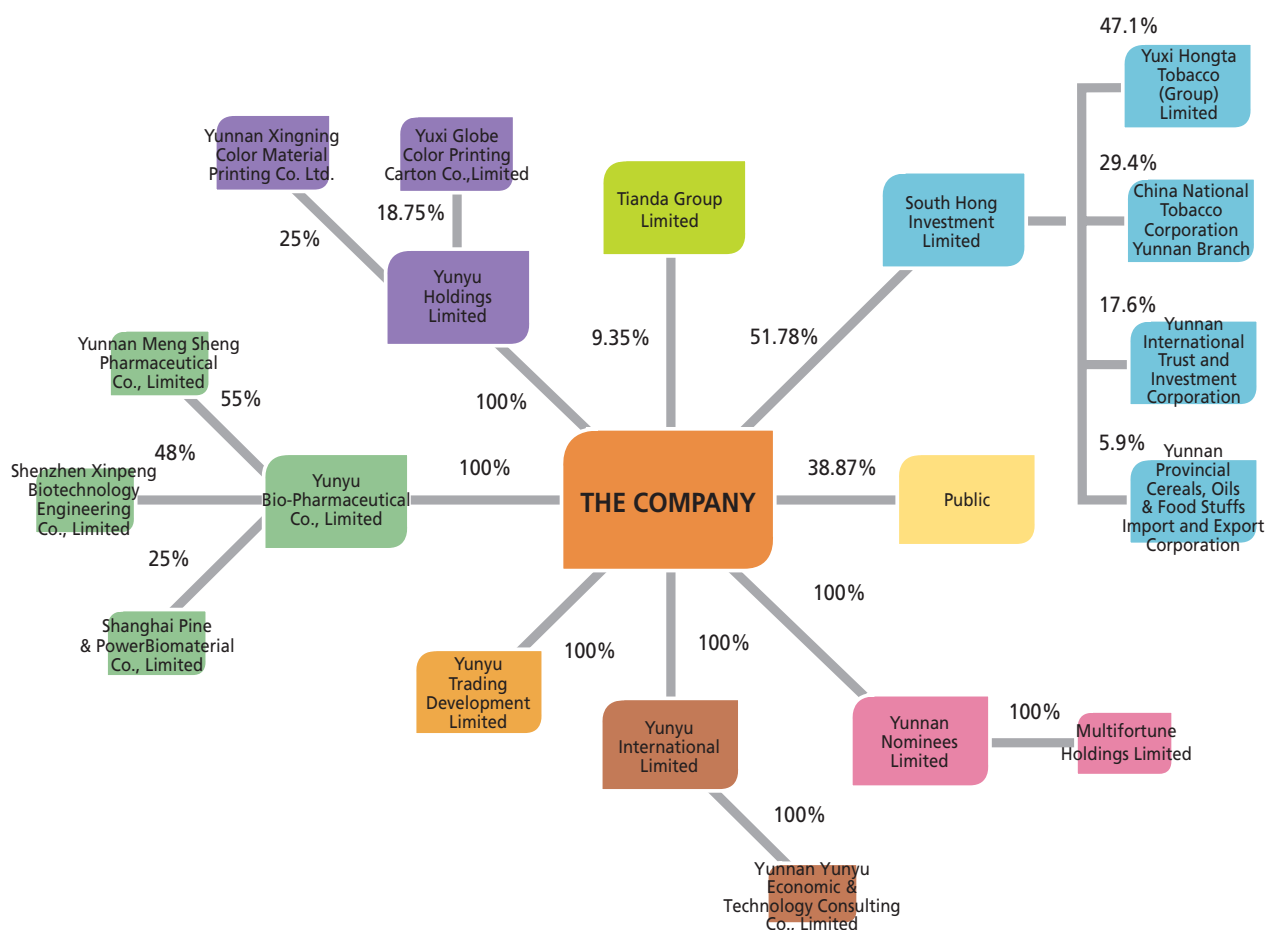 47.1%
Yuxi Hongta
Tobacco
(Group)
Limited
Yunnan Xingning
Color Material
Printing Co. Ltd.
Yuxi Globe
Color Printing
Carton Co.,Limited
18.75%
25%
Tianda Group
Limited
South Hong
Investment
Limited
29.4%
China National
Tobacco
Corporation
Yunnan Branch
Yunyu
Holdings
Limited
17.6%
Yunnan
International
Trust and
Investment
Corporation
9.35%
51.78%
100%
Yunnan Meng Sheng
Pharmaceutical
Co., Limited
55%
48%
Shenzhen Xinpeng
Biotechnology
Engineering
Co., Limited
Yunyu
Bio-Pharmaceutical
Co., Limited
100%
THE COMPANY
38.87%
Public
5.9%
Yunnan
Provincial
Cereals, Oils
& Food Stuffs
Import and Export
Corporation
25%
Shanghai Pine
& PowerBiomaterial
Co., Limited
100%
Yunyu
Trading
Development
Limited
100%
Yunyu
International
Limited
100%
Yunnan
Nominees
Limited
100%
Multifortune
Holdings Limited
100%
Yunnan Yunyu
Economic &
Technology Consulting
Co., Limited